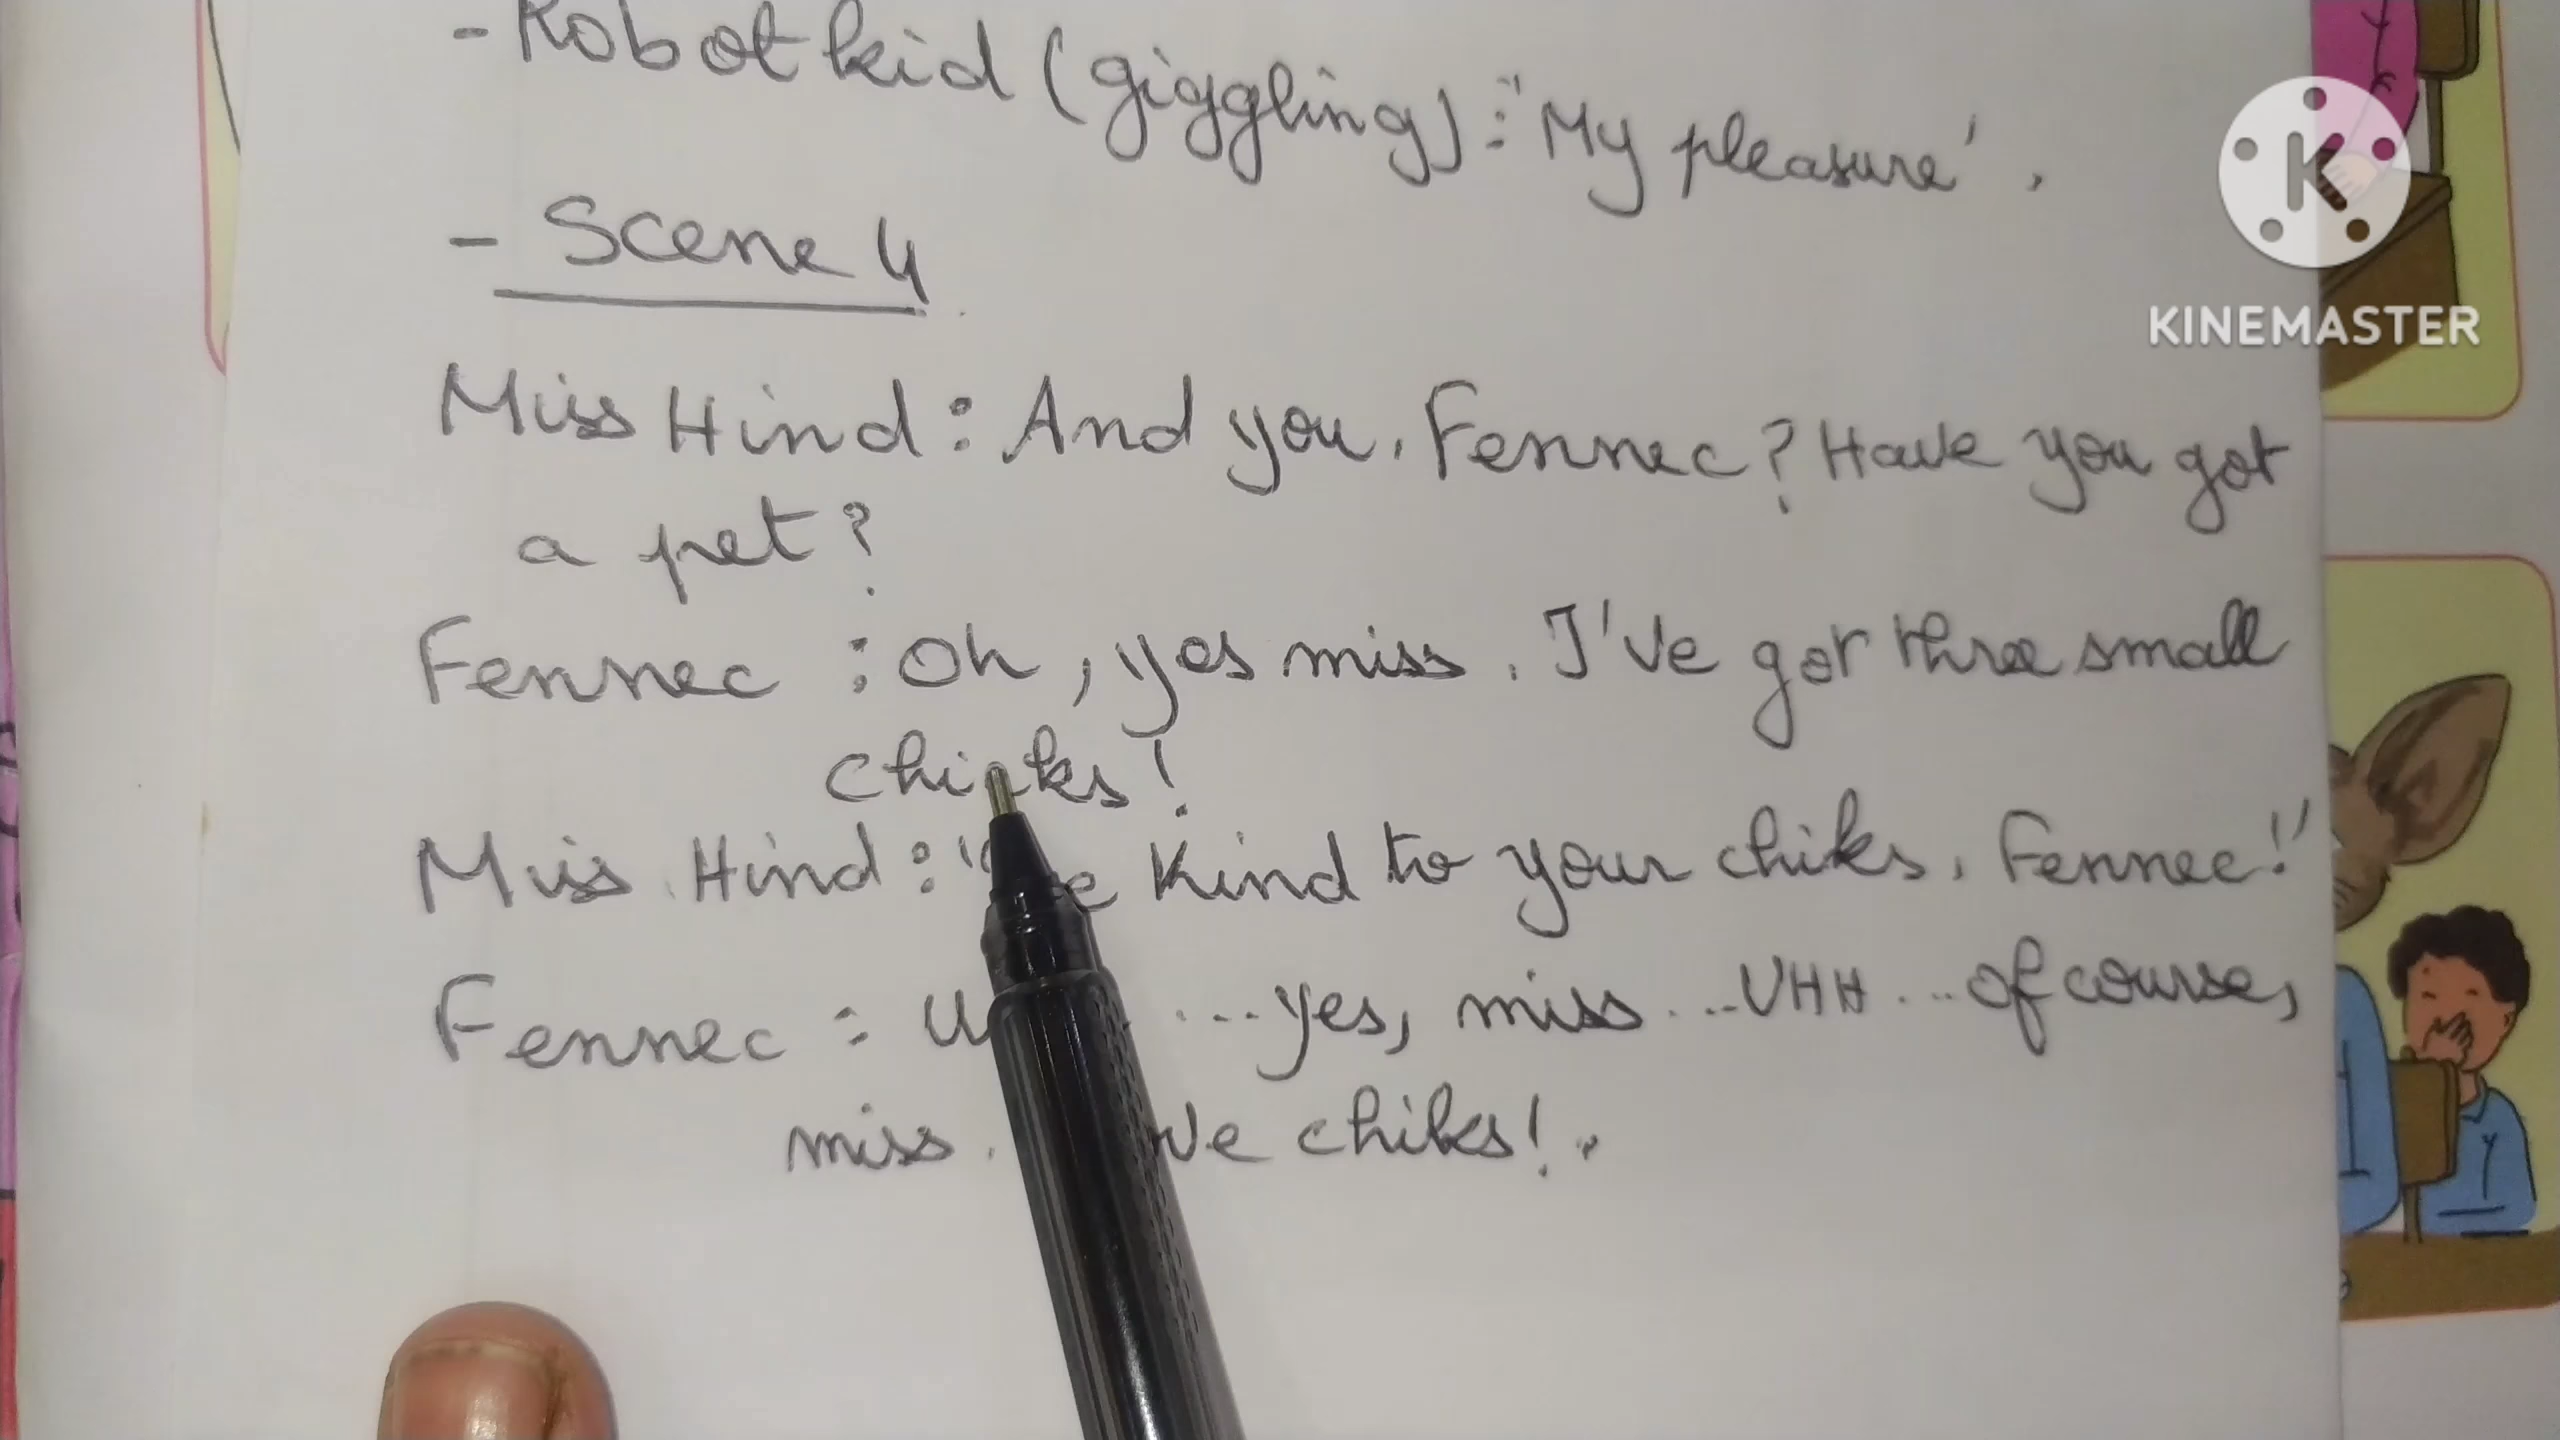 - Robot kid (giggling): "My pleasure".
- Scene 4
KINEMASTER
Miss Hind: And you, Fennec? Have you got
a pet?
Fennec : Oh, yes miss. I've got three small
chicks!
Miss Hind: kind to your chiks, Fennec!"
Fennec: ... yes, miss ... UHH ... of course,
miss. chiks!.